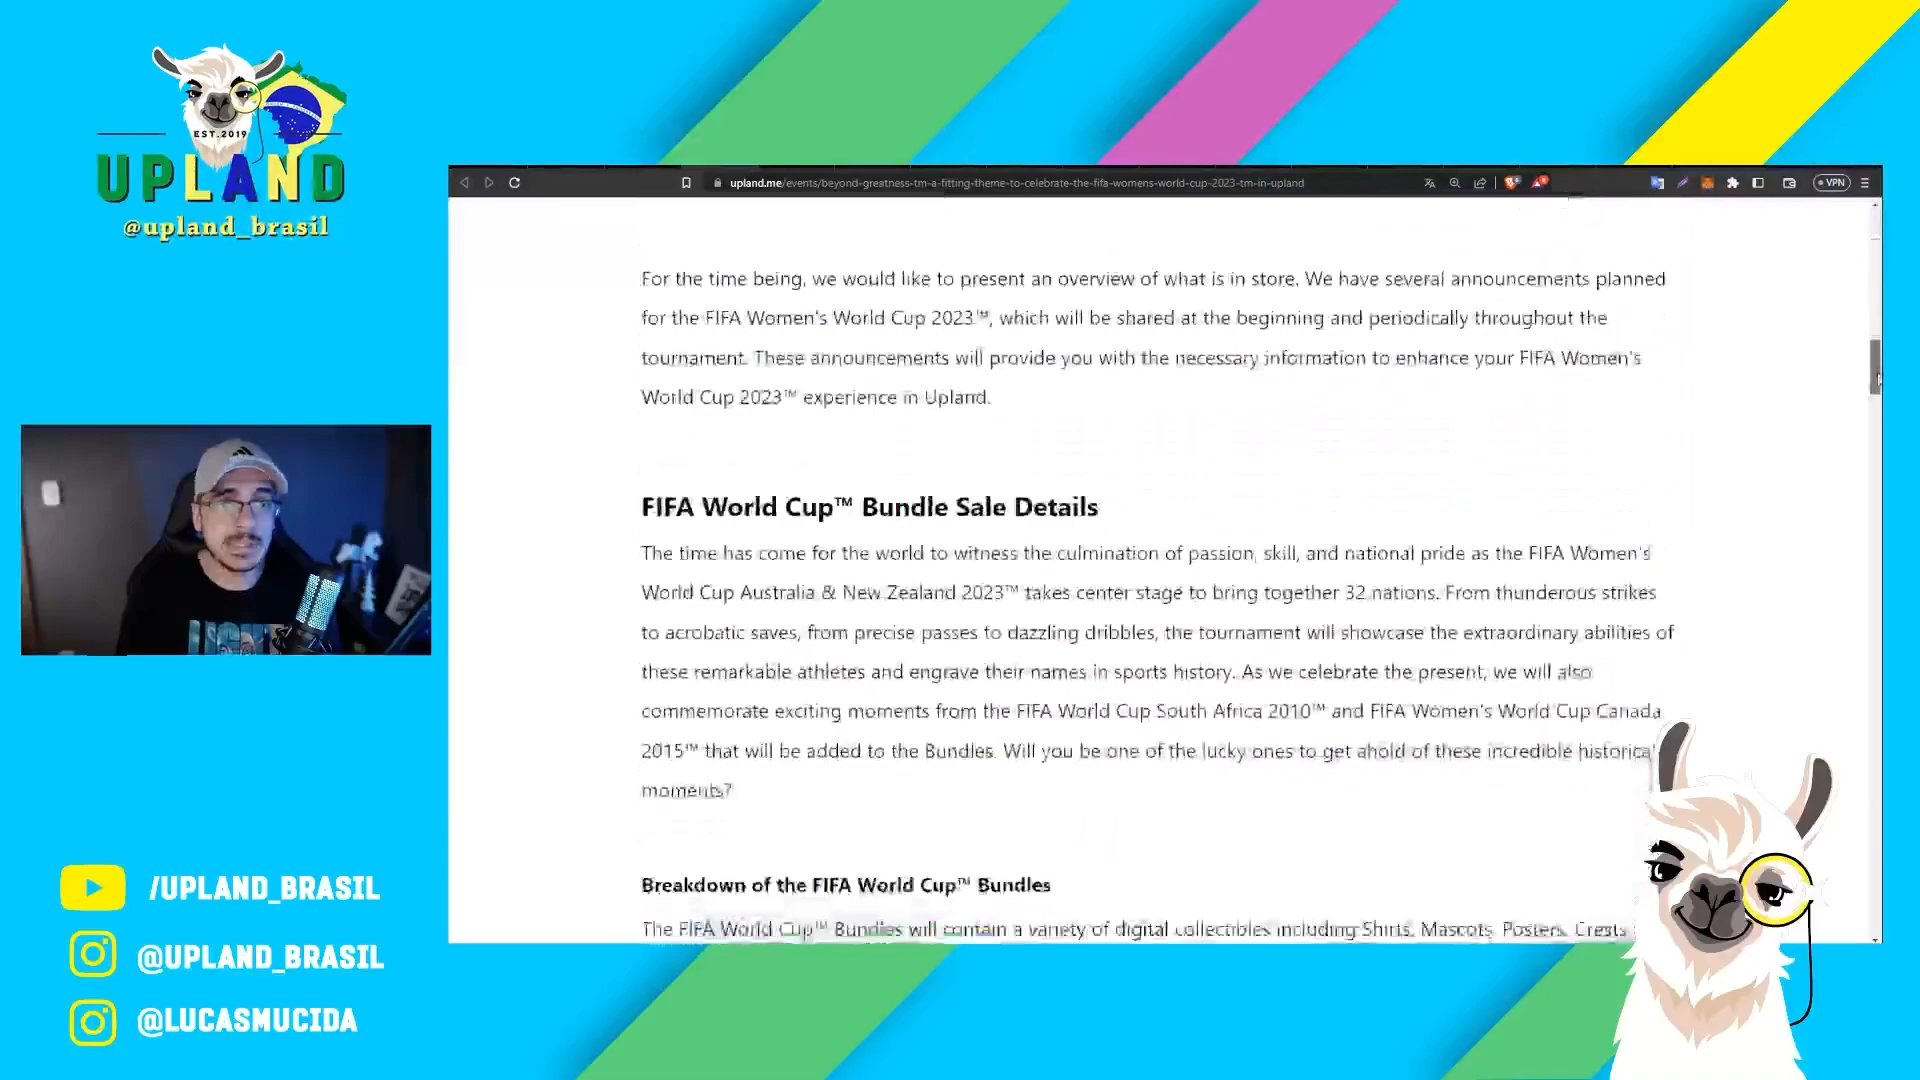 EST.2019
UPLAND
@upland_brasil
upland.me/events/beyond-greatness-tm-a-fitting-theme-to-celebrate-the-fifa-womens-world-cup-2023-tm-in-upland
VPN
For the time being, we would like to present an overview of what is in store. We have several announcements planned
for the FIFA Women's World Cup 2023™, which will be shared at the beginning and periodically throughout the
tournament. These announcements will provide you with the necessary information to enhance your FIFA Women's
World Cup 2023™ experience in Upland.
FIFA World Cup™ Bundle Sale Details
The time has come for the world to witness the culmination of passion, skill, and national pride as the FIFA Women's
World Cup Australia & New Zealand 2023™ takes center stage to bring together 32 nations. From thunderous strikes
to acrobatic saves, from precise passes to dazzling dribbles, the tournament will showcase the extraordinary abilities of
these remarkable athletes and engrave their names in sports history. As we celebrate the present, we will also
commemorate exciting moments from the FIFA World Cup South Africa 2010™ and FIFA Women's World Cup Canada
2015™ that will be added to the Bundles. Will you be one of the lucky ones to get ahold of these incredible historical
moments?
Breakdown of the FIFA World Cup™ Bundles
The FIFA World Cup™ Bundles will contain a variety of digital collectibles including Shirts, Mascots, Posters, Crests
/UPLAND_BRASIL
@UPLAND_BRASIL
@LUCASMUCIDA